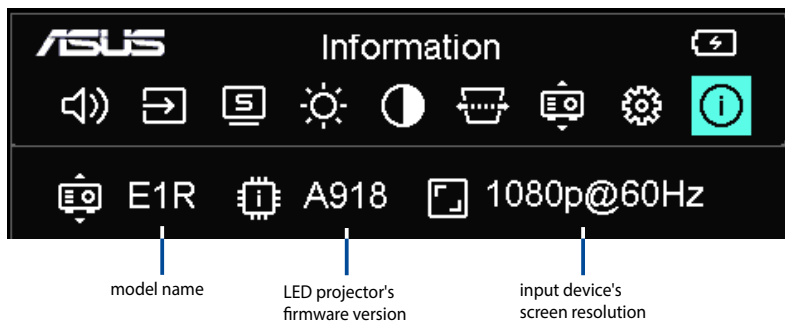 ASUS Information
S
E1R A918 1080p@60Hz
model name
LED projector's
firmware version
input device's
screen resolution